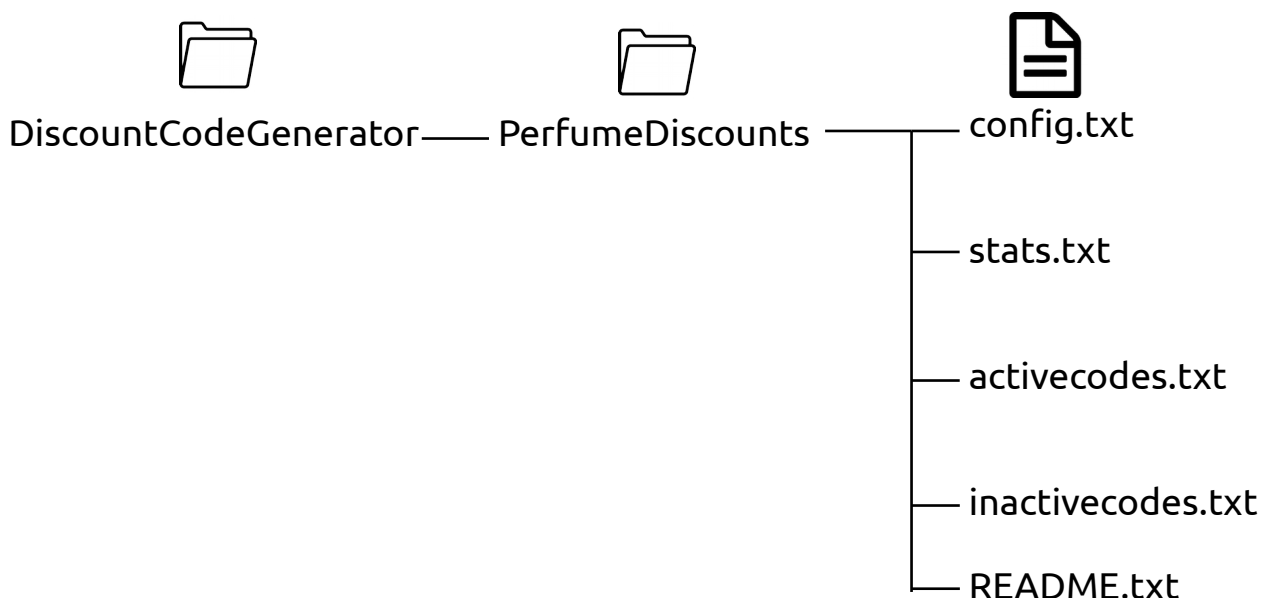 DiscountCodeGenerator
PerfumeDiscounts
config.txt
stats.txt
activecodes.txt
inactivecodes.txt
README.txt